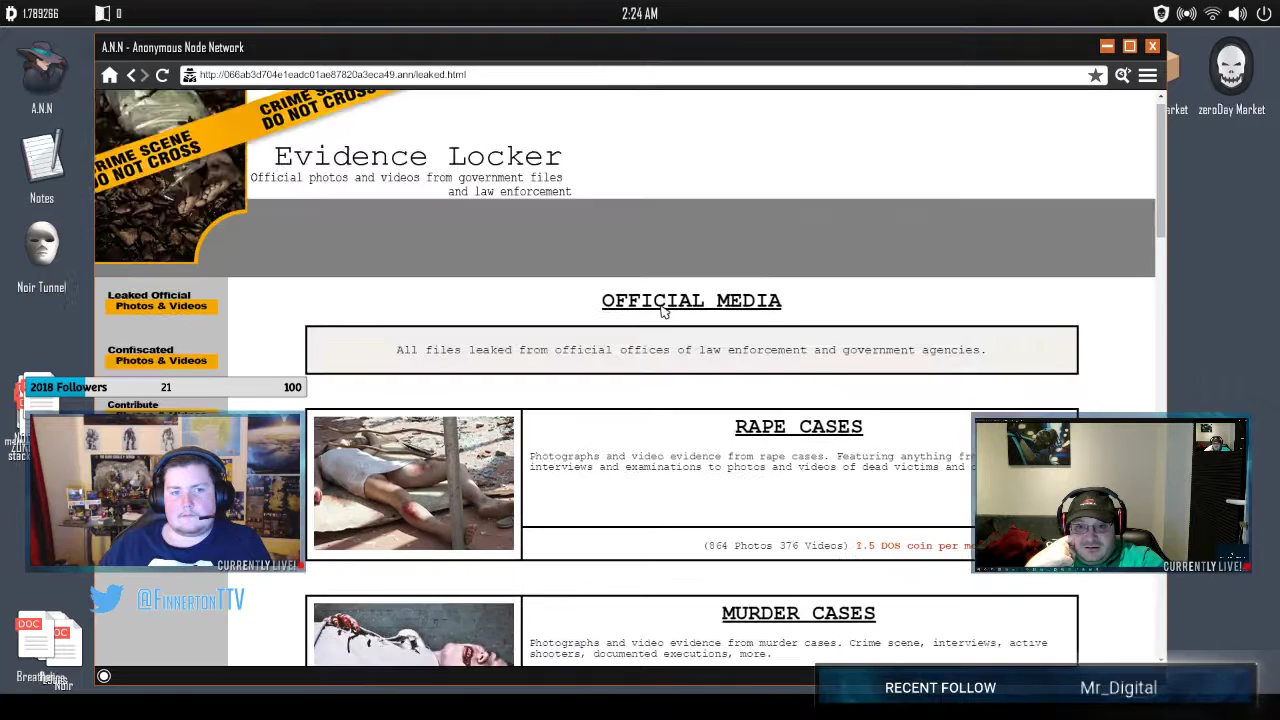 1.789266
0
2:24 AM
A.N.N - Anonymous Node Network
http://066ab3d704e1eadc01ae87820a3eca49.ann/leaked.html
A.N.N
Notes
Noir Tunnel
zeroDay Market
CRIME SCENE
DO NOT CROSS
CRIME SCENE
DO NOT CROSS
Evidence Locker
Official photos and videos from government files
and law enforcement
Leaked Official
Photos & Videos
Confiscated
Photos & Videos
Contribute
OFFICIAL MEDIA
All files leaked from official offices of law enforcement and government agencies.
2018 Followers 21 100
RAPE CASES
Photographs and video evidence from rape cases. Featuring anything
interviews and examinations to photos and videos of dead victims and
(864 Photos 376 Videos) 1.5 DOS coin per
MURDER CASES
Photographs and video evidence from murder cases. Crime scene, interviews, active
shooters, documented executions, more.
CURRENTLY LIVE!
CURRENTLY LIVE!
@FinnertonTTV
DOC
DOC
Noir
RECENT FOLLOW Mr_Digital